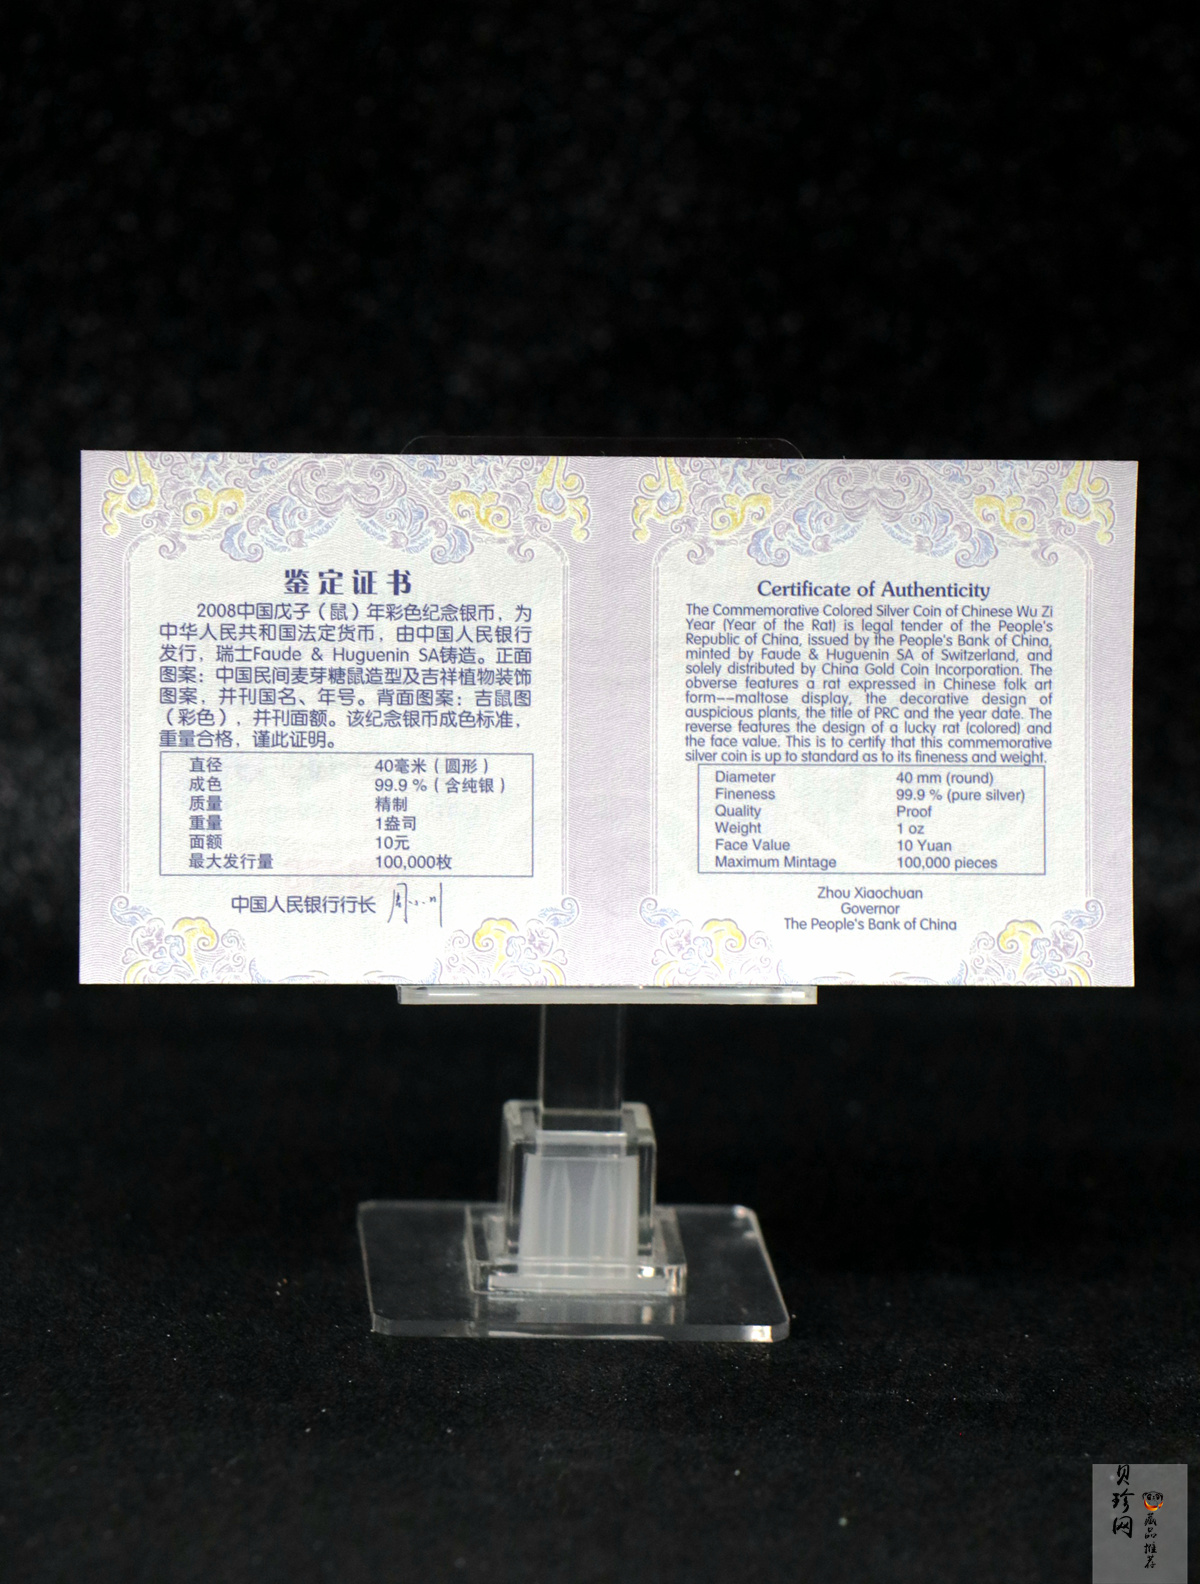 鉴定证书
2008中国戊子（鼠）年彩色纪念银币，为
中华人民共和国法定货币，由中国人民银行
发行，瑞士Faude & Huguenin SA铸造。正面
图案：中国民间麦芽糖鼠造型及吉祥植物装饰
图案，并刊国名、年号。背面图案：吉鼠图
（彩色），并刊面额。该纪念银币成色标准，
重量合格，谨此证明。
直径 40毫米（圆形）
成色 99.9 %（含纯银）
质量 精制
重量 1盎司
面额 10元
最大发行量 100,000枚
中国人民银行行长
Certificate of Authenticity
The Commemorative Colored Silver Coin of Chinese Wu Zi
Year (Year of the Rat) is legal tender of the People's
Republic of China, issued by the People's Bank of China,
minted by Faude & Huguenin SA of Switzerland, and
solely distributed by China Gold Coin Incorporation. The
obverse features a rat expressed in Chinese folk art
form——maltose display, the decorative design of
auspicious plants, the title of PRC and the year date. The
reverse features the design of a lucky rat (colored) and
the face value. This is to certify that this commemorative
silver coin is up to standard as to its fineness and weight.
Diameter 40 mm (round)
Fineness 99.9 % (pure silver)
Quality Proof
Weight 1 oz
Face Value 10 Yuan
Maximum Mintage 100,000 pieces
Zhou Xiaochuan
Governor
The People's Bank of China
贝珍网
藏品推荐